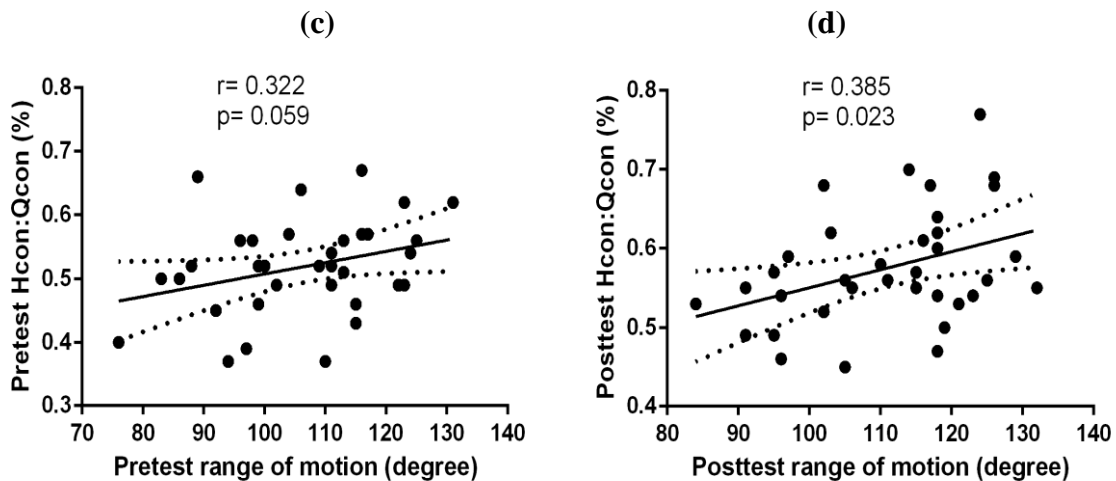 (c)
r= 0.322
p= 0.059
Pretest Hcon:Qcon (%)
0.8
0.7
0.6
0.5
0.4
0.3
70 80 90 100 110 120 130 140
Pretest range of motion (degree)
(d)
r= 0.385
p= 0.023
Posttest Hcon:Qcon (%)
0.8
0.7
0.6
0.5
0.4
80 90 100 110 120 130 140
Posttest range of motion (degree)